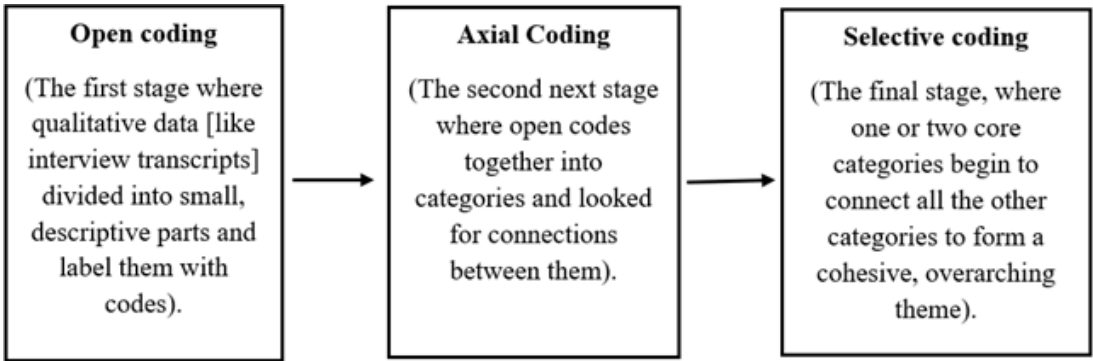 Open coding
(The first stage where
qualitative data [like
interview transcripts]
divided into small,
descriptive parts and
label them with
codes).
Axial Coding
(The second next stage
where open codes
together into
categories and looked
for connections
between them).
Selective coding
(The final stage, where
one or two core
categories begin to
connect all the other
categories to form a
cohesive, overarching
theme).